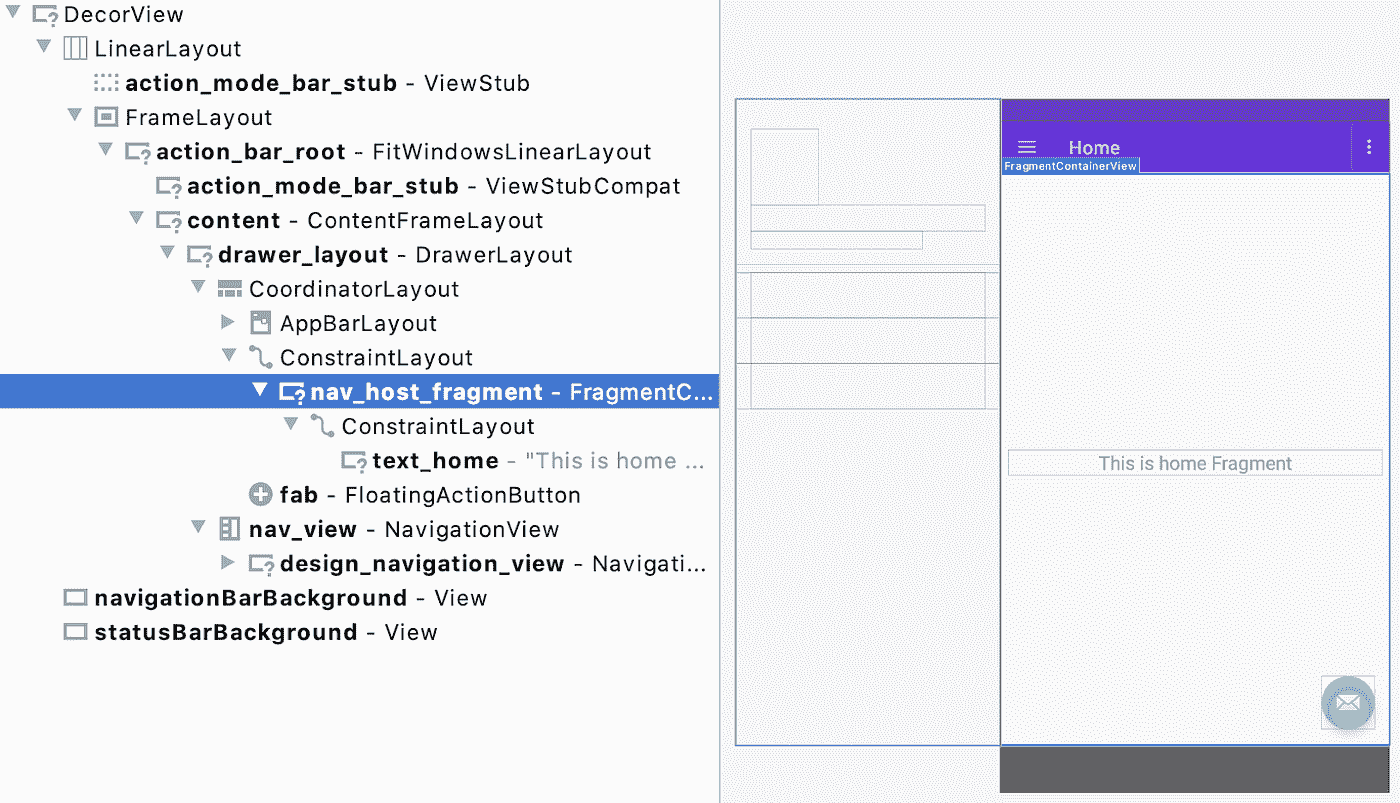 DecorView
LinearLayout
action_mode_bar_stub - ViewStub
FrameLayout
action_bar_root - FitWindowsLinearLayout
action_mode_bar_stub - ViewStubCompat
content - ContentFrameLayout
drawer_layout - DrawerLayout
CoordinatorLayout
AppBarLayout
ConstraintLayout
nav_host_fragment - FragmentC...
ConstraintLayout
text_home - "This is home ...
fab - FloatingActionButton
nav_view - NavigationView
design_navigation_view - Navigati...
navigationBarBackground - View
statusBarBackground - View
Home
FragmentContainerView
This is home Fragment